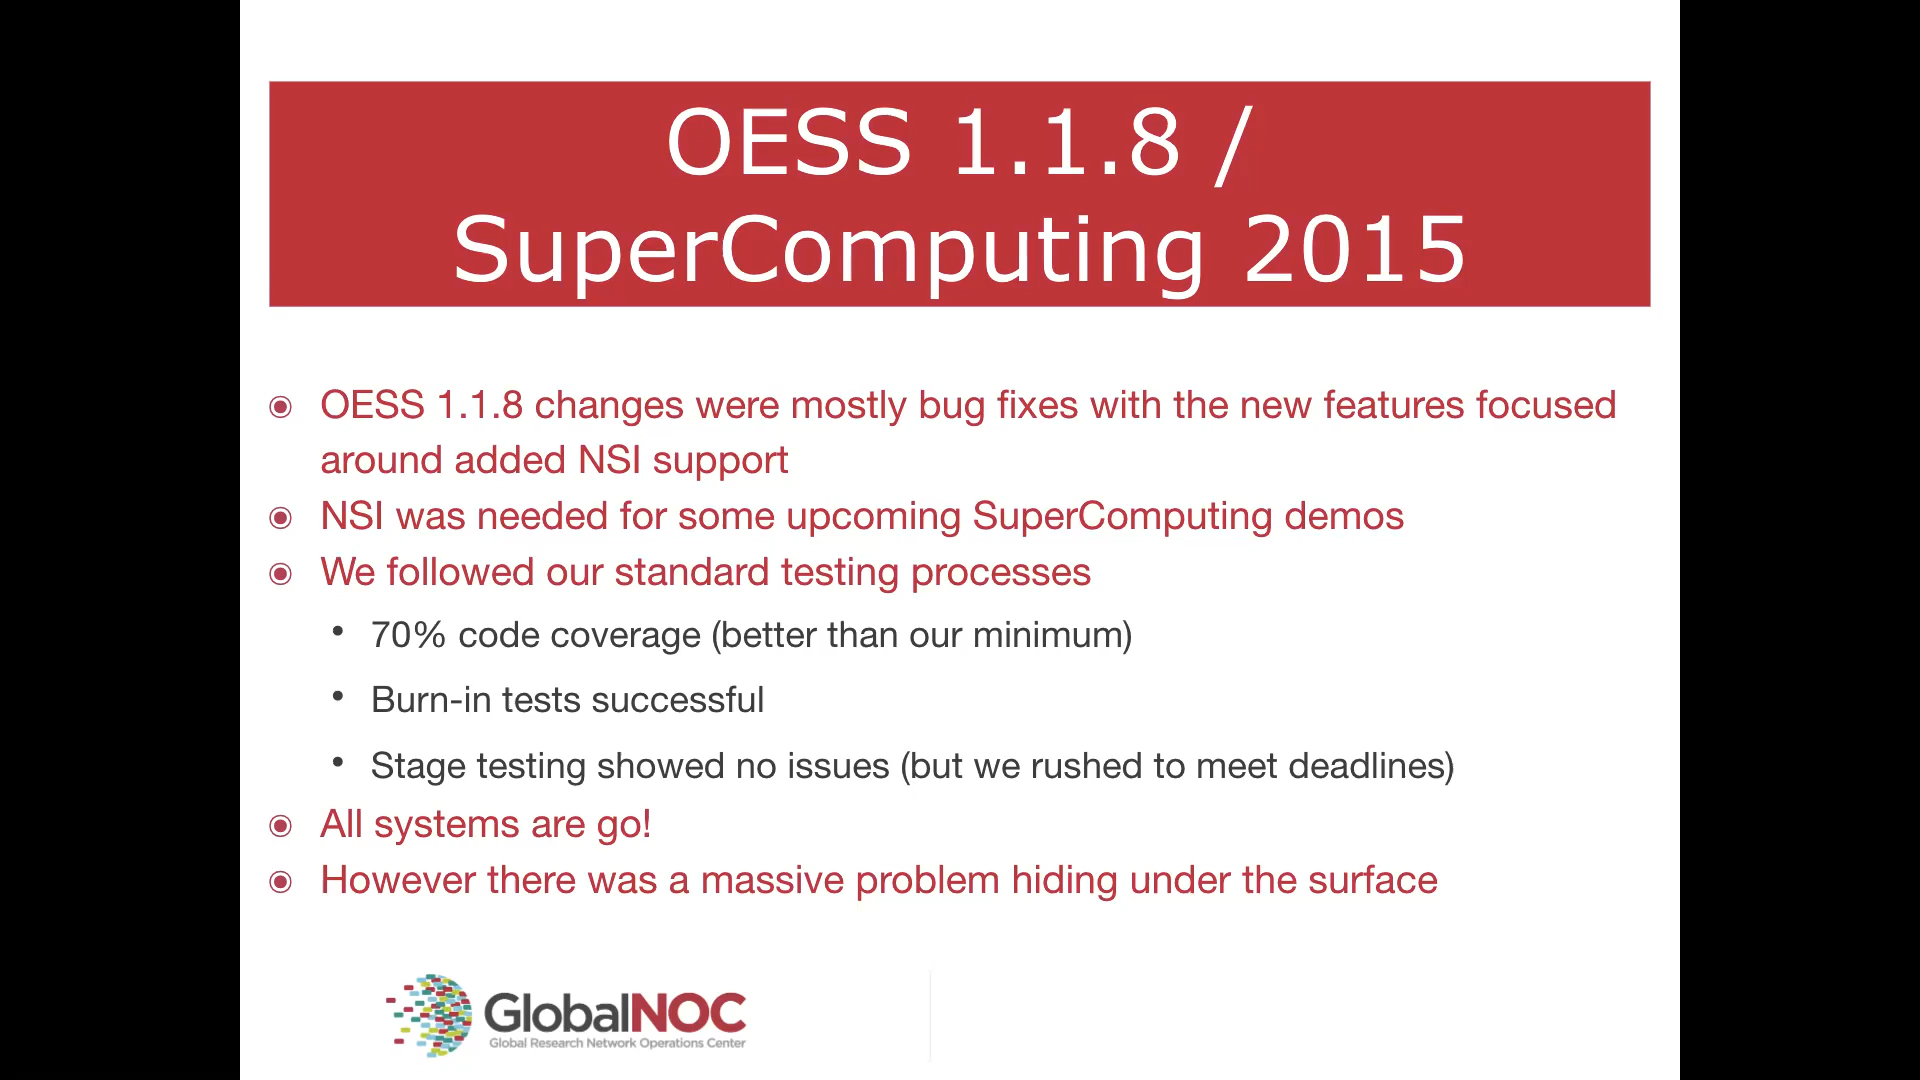 OESS 1.1.8 /
SuperComputing 2015
OESS 1.1.8 changes were mostly bug fixes with the new features focused
around added NSI support
NSI was needed for some upcoming SuperComputing demos
We followed our standard testing processes
70% code coverage (better than our minimum)
Burn-in tests successful
Stage testing showed no issues (but we rushed to meet deadlines)
All systems are go!
However there was a massive problem hiding under the surface
GlobalNOC
Global Research Network Operations Center